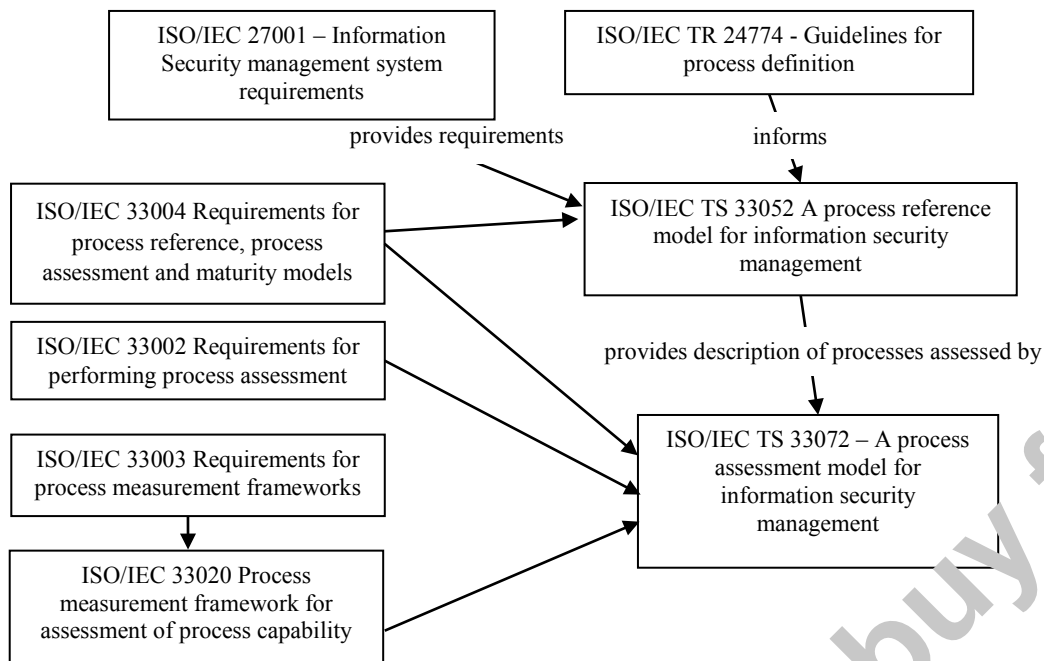 ISO/IEC 27001 – Information
Security management system
requirements
ISO/IEC TR 24774 - Guidelines for
process definition
provides requirements
informs
ISO/IEC 33004 Requirements for
process reference, process
assessment and maturity models
ISO/IEC TS 33052 A process reference
model for information security
management
ISO/IEC 33002 Requirements for
performing process assessment
provides description of processes assessed by
ISO/IEC 33003 Requirements for
process measurement frameworks
ISO/IEC TS 33072 – A process
assessment model for
information security
management
ISO/IEC 33020 Process
measurement framework for
assessment of process capability
buy